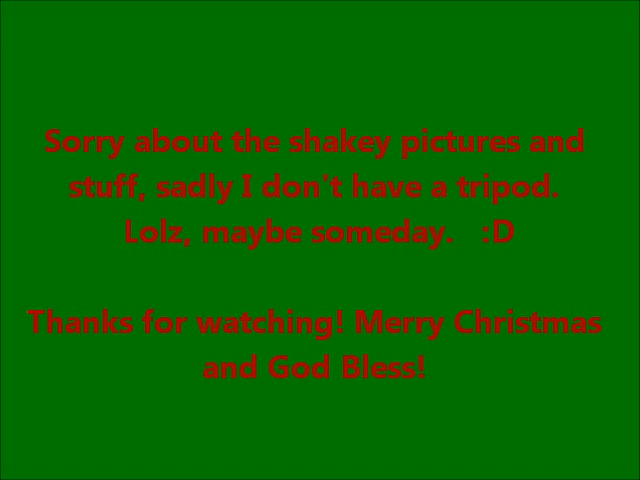 Sorry about the shakey pictures and
stuff, sadly I don't have a tripod.
Lolz, maybe someday.   :D
Thanks for watching! Merry Christmas
and God Bless!